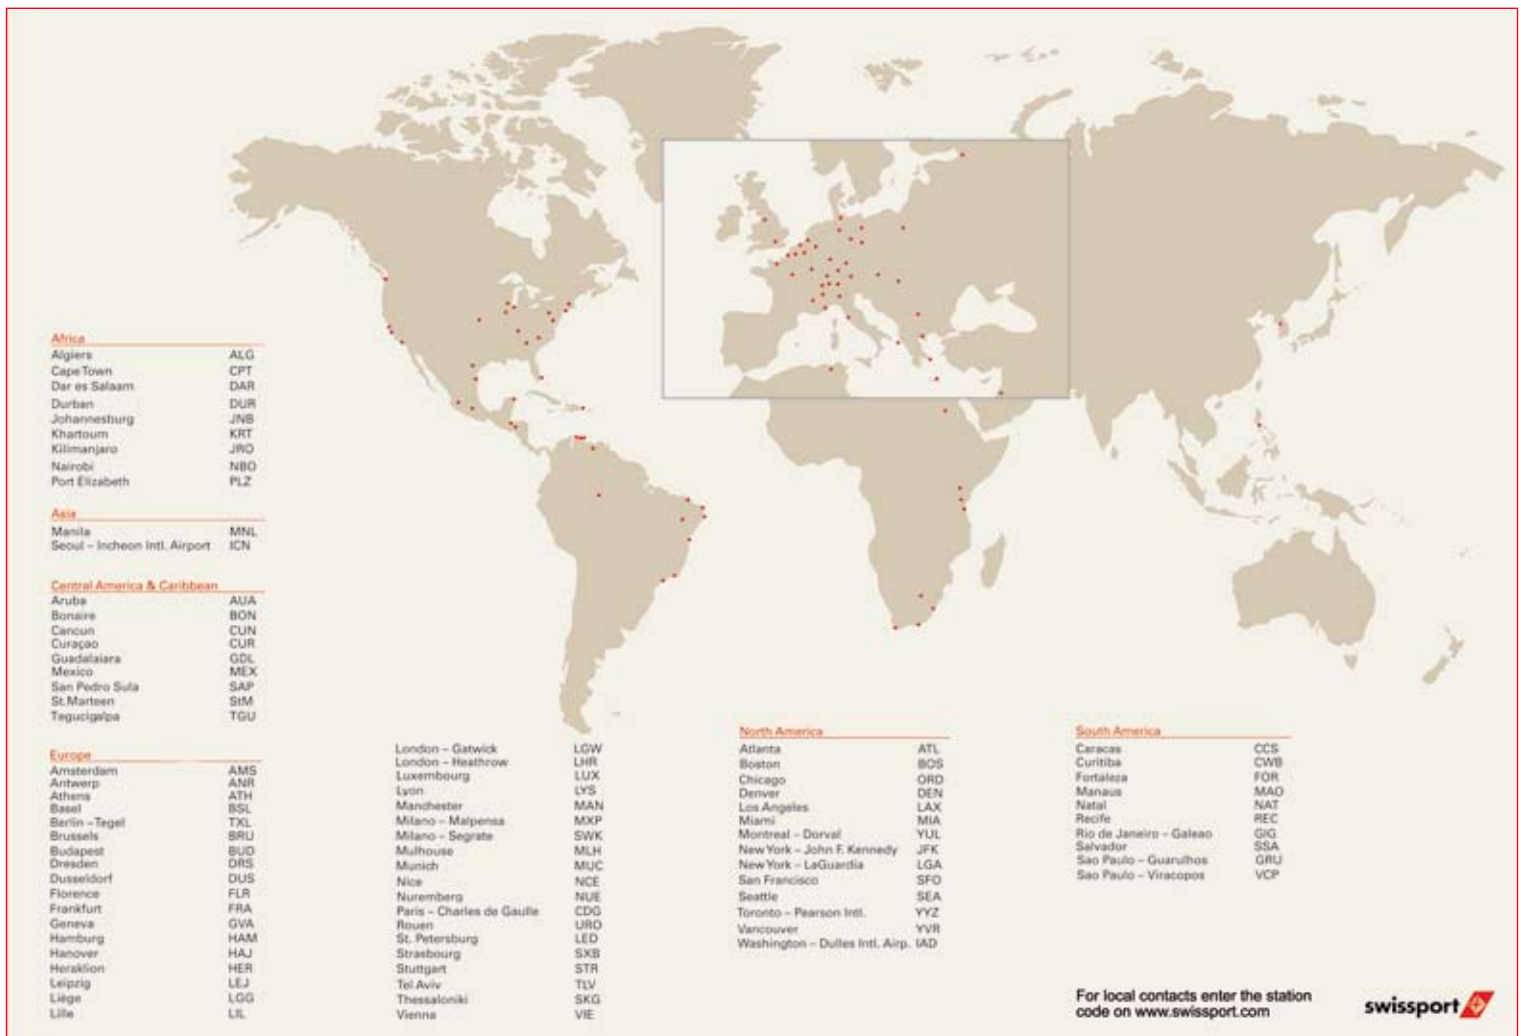 Africa
Algiers ALG
Cape Town CPT
Dar es Salaam DAR
Durban DUR
Johannesburg JNB
Khartoum KRT
Kilimanjaro JRO
Nairobi NBO
Port Elizabeth PLZ
Asia
Manila MNL
Seoul – Incheon Intl. Airport ICN
Central America & Caribbean
Aruba AUA
Bonaire BON
Cancun CUN
Curaçao CUR
Guadalaiara GDL
Mexico MEX
San Pedro Sula SAP
St.Marteen StM
Tegucigalpa TGU
Europe
Amsterdam AMS
Antwerp ANR
Athens ATH
Basel BSL
Berlin – Tegel TXL
Brussels BRU
Budapest BUD
Dresden DRS
Dusseldorf DUS
Florence FLR
Frankfurt FRA
Geneva GVA
Hamburg HAM
Hanover HAJ
Heraklion HER
Leipzig LEJ
Liège LGG
Lille LIL
London – Gatwick LGW
London – Heathrow LHR
Luxembourg LUX
Lyon LYS
Manchester MAN
Milano – Malpensa MXP
Milano – Segrate SWK
Mulhouse MLH
Munich MUC
Nice NCE
Nuremberg NUE
Paris – Charles de Gaulle CDG
Rouen URO
St. Petersburg LED
Strasbourg SXB
Stuttgart STR
Tel Aviv TLV
Thessaloniki SKG
Vienna VIE
North America
Atlanta ATL
Boston BOS
Chicago ORD
Denver DEN
Los Angeles LAX
Miami MIA
Montreal – Dorval YUL
New York – John F. Kennedy JFK
New York – LaGuardia LGA
San Francisco SFO
Seattle SEA
Toronto – Pearson Intl. YYZ
Vancouver YVR
Washington – Dulles Intl. Airp. IAD
South America
Caracas CCS
Curitiba CWB
Fortaleza FOR
Manaus MAO
Natal NAT
Recife REC
Rio de Janeiro – Galeao GIG
Salvador SSA
Sao Paulo – Guarulhos GRU
Sao Paulo – Viracopos VCP
For local contacts enter the station
code on www.swissport.com
swissport